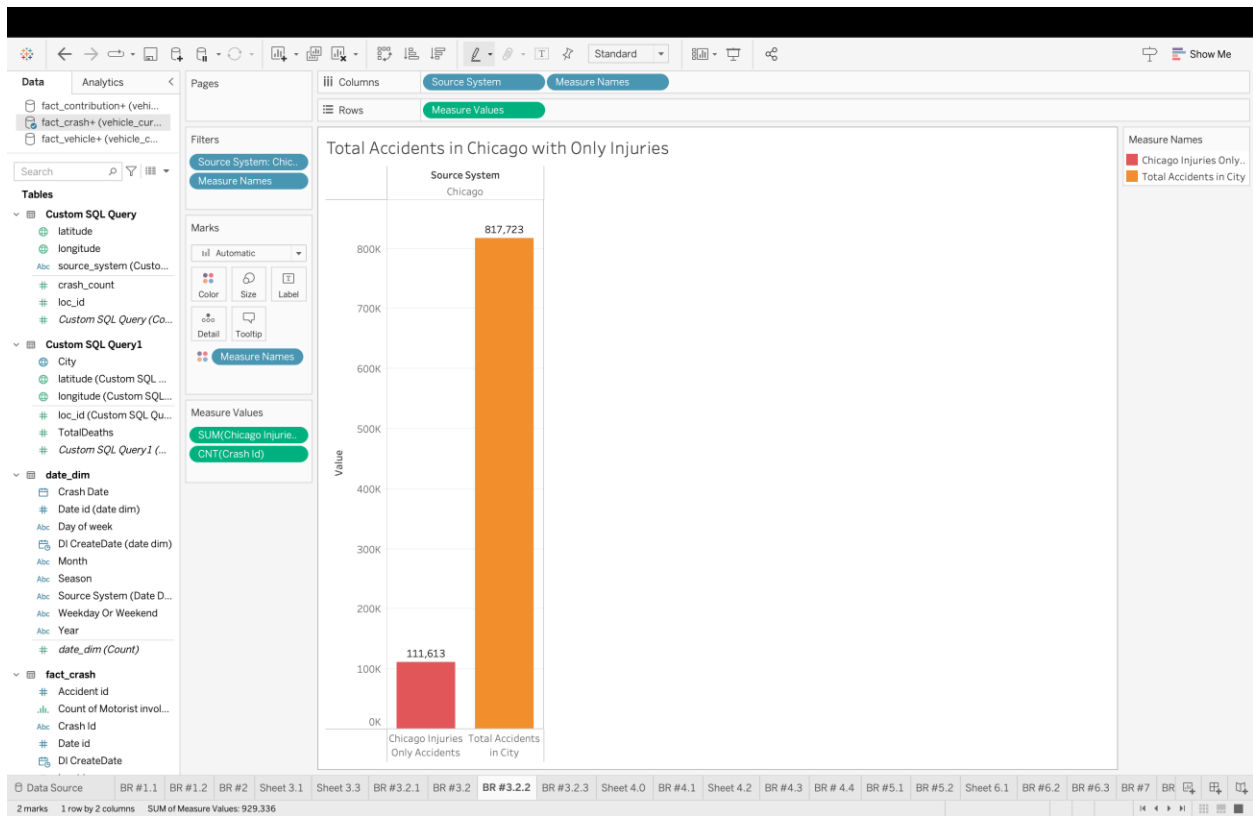 Standard
Show Me
Data
Analytics
fact_contribution+ (vehi...
fact_crash+ (vehicle_cur...
fact_vehicle+ (vehicle_c...
Search
Tables
Custom SQL Query
latitude
longitude
Abc source_system (Custo...
# crash_count
# loc_id
# Custom SQL Query (Co...
Custom SQL Query1
City
latitude (Custom SQL ...
longitude (Custom SQL...
# loc_id (Custom SQL Qu...
# TotalDeaths
# Custom SQL Query1 (...
date_dim
Crash Date
# Date id (date dim)
Abc Day of week
DI CreateDate (date dim)
Abc Month
Abc Season
Abc Source System (Date D...
Abc Weekday Or Weekend
Abc Year
# date_dim (Count)
fact_crash
# Accident id
Count of Motorist invol...
Abc Crash Id
# Date id
DI CreateDate
Pages
Filters
Source System: Chic..
Measure Names
Marks
Automatic
Color Size Label
Detail Tooltip
Measure Names
Measure Values
SUM(Chicago Injurie..
CNT(Crash Id)
Columns Source System Measure Names
Rows Measure Values
Total Accidents in Chicago with Only Injuries
Source System
Chicago
817,723
800K
700K
600K
500K
Value
400K
300K
200K
111,613
100K
0K
Chicago Injuries Total Accidents
Only Accidents in City
Measure Names
Chicago Injuries Only..
Total Accidents in City
Data Source BR #1.1 BR #1.2 BR #2 Sheet 3.1 Sheet 3.3 BR #3.2.1 BR #3.2 BR #3.2.2 BR #3.2.3 Sheet 4.0 BR #4.1 Sheet 4.2 BR #4.3 BR # 4.4 BR #5.1 BR #5.2 Sheet 6.1 BR #6.2 BR #6.3 BR #7 BR
2 marks 1 row by 2 columns SUM of Measure Values: 929,336